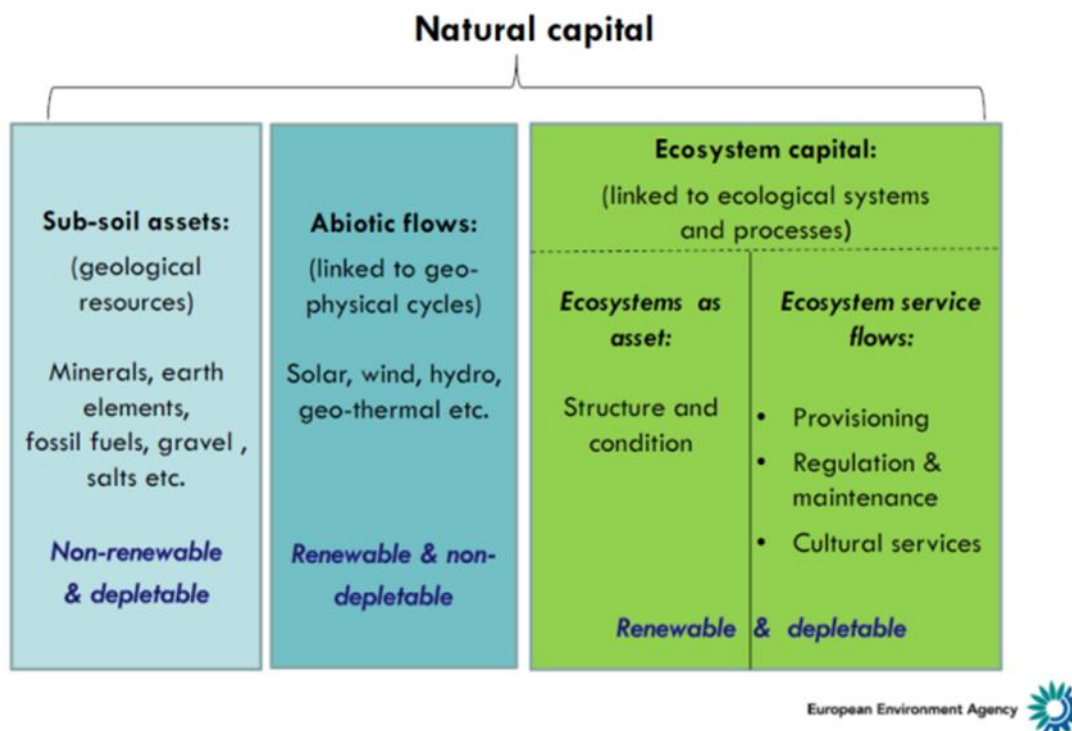 Natural capital
Sub-soil assets:
(geological
resources)
Minerals, earth
elements,
fossil fuels, gravel ,
salts etc.
Non-renewable
& depletable
Abiotic flows:
(linked to geo-
physical cycles)
Solar, wind, hydro,
geo-thermal etc.
Renewable & non-
depletable
Ecosystem capital:
(linked to ecological systems
and processes)
Ecosystems as
asset:
Structure and
condition
Ecosystem service
flows:
• Provisioning
• Regulation &
maintenance
• Cultural services
Renewable & depletable
European Environment Agency